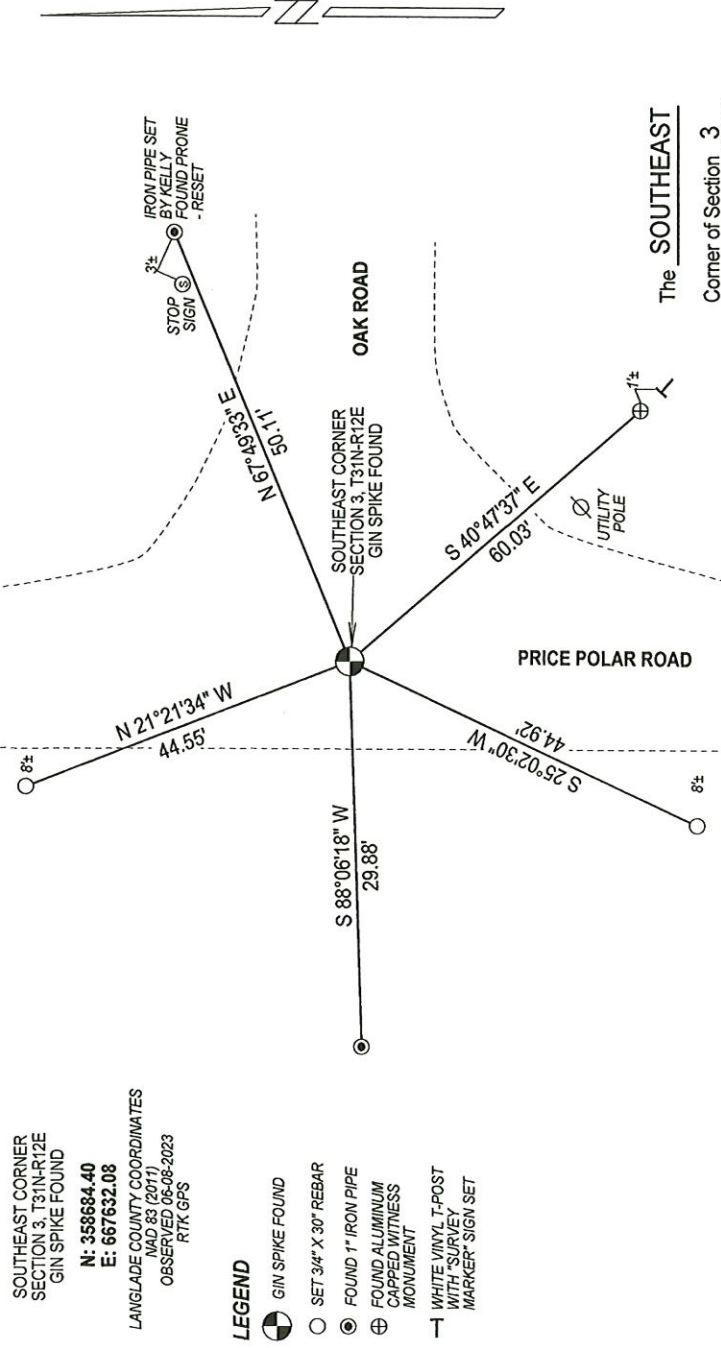 SOUTHEAST CORNER
SECTION 3, T31N-R12E
GIN SPIKE FOUND
N: 358684.40
E: 667632.08
LANGLADE COUNTY COORDINATES
NAD 83 (2011)
OBSERVED 06-08-2023
RTK GPS
LEGEND
GIN SPIKE FOUND
SET 3/4" X 30" REBAR
FOUND 1" IRON PIPE
FOUND ALUMINUM
CAPPED WITNESS
MONUMENT
WHITE VINYL T-POST
WITH "SURVEY
MARKER" SIGN SET
8'±
N 21°21'34" W
44.55'
S 88°06'18" W
29.88'
S 25°02'30" W
44.92'
8'±
SOUTHEAST CORNER
SECTION 3, T31N-R12E
GIN SPIKE FOUND
N 67°49'33" E
50.11'
3'±
STOP
SIGN
S
IRON PIPE SET
BY KELLY
FOUND PRONE
- RESET
OAK ROAD
S 40°47'37" E
60.03'
1'±
UTILITY
POLE
PRICE POLAR ROAD
N
The SOUTHEAST
Corner of Section 3